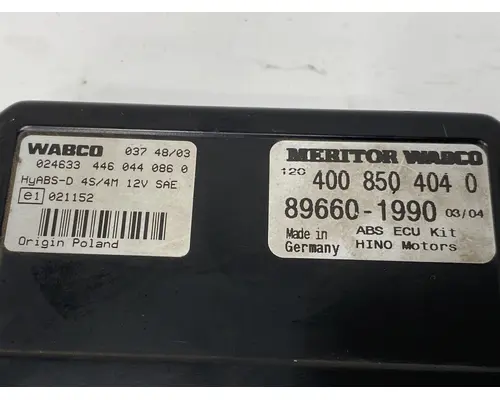 WABCO 037 48/03
024633 446 044 086 0
HyABS-D 4S/4M 12V SAE
e1 021152
Origin Poland
MERITOR WABCO
120 400 850 404 0
89660-1990 03/04
Made in Germany
ABS ECU Kit
HINO Motors